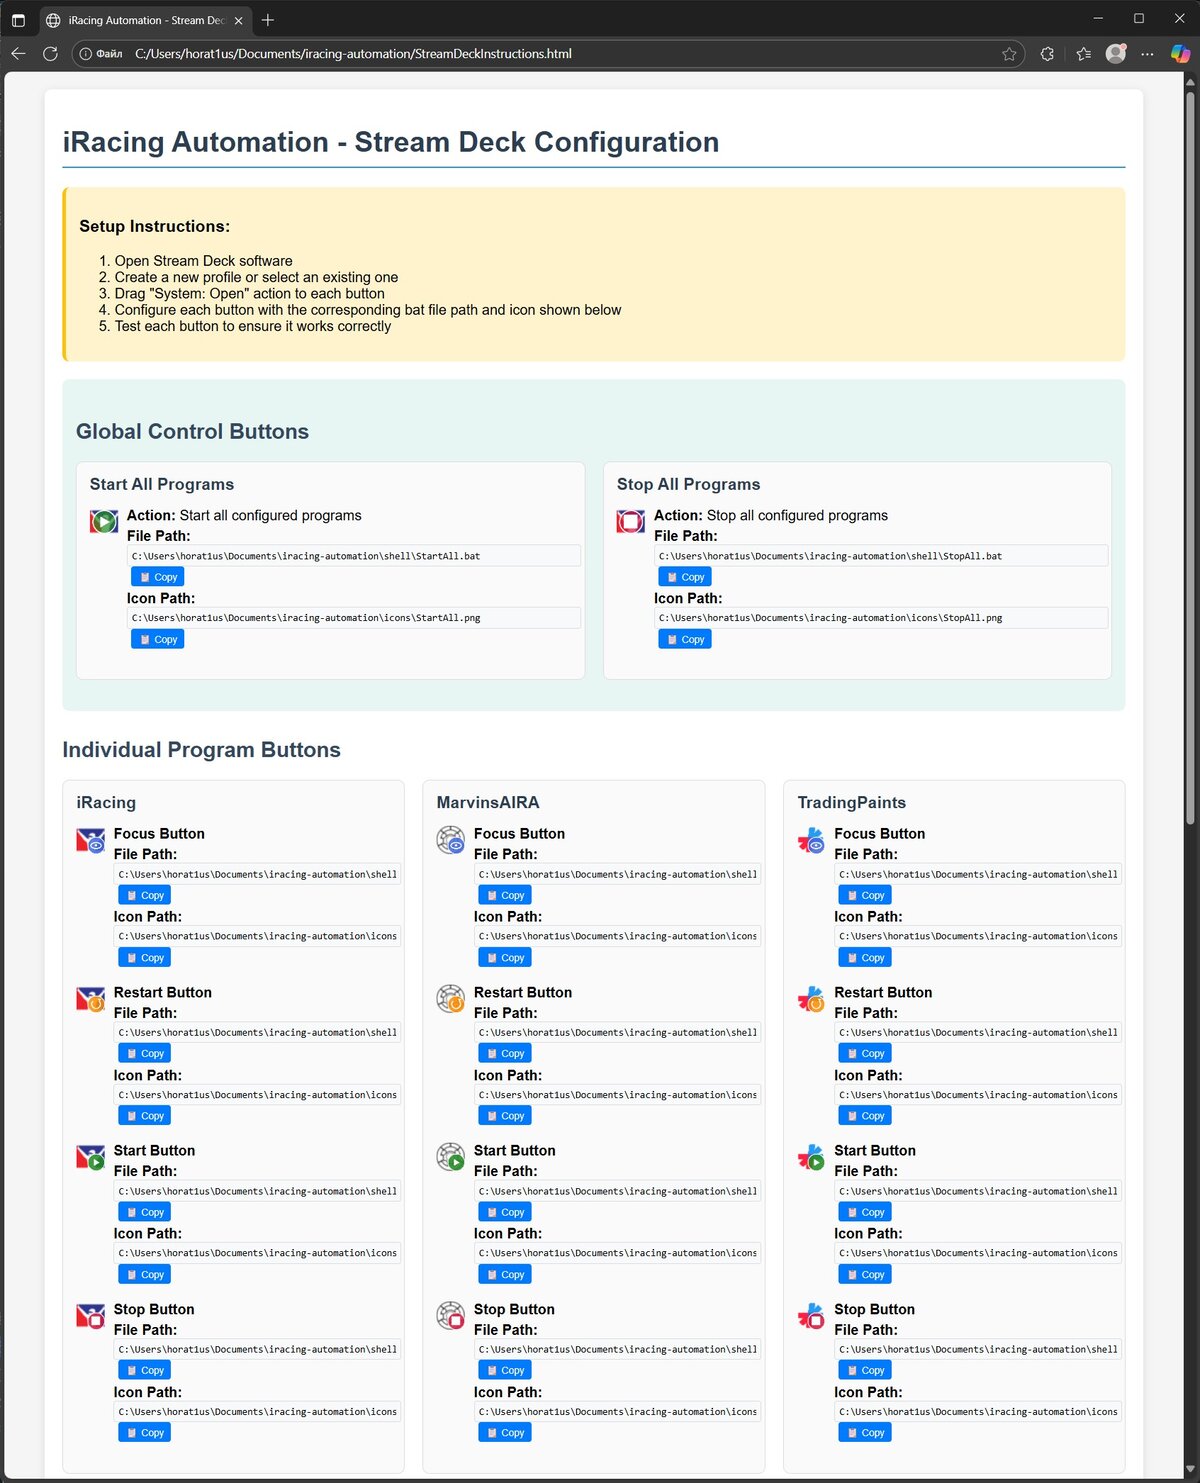 iRacing Automation - Stream Dec
Файл
C:/Users/horat1us/Documents/iracing-automation/StreamDeckInstructions.html
iRacing Automation - Stream Deck Configuration
Setup Instructions:
1. Open Stream Deck software
2. Create a new profile or select an existing one
3. Drag "System: Open" action to each button
4. Configure each button with the corresponding bat file path and icon shown below
5. Test each button to ensure it works correctly
Global Control Buttons
Start All Programs
Action: Start all configured programs
File Path:
C:\Users\horat1us\Documents\iracing-automation\shell\StartAll.bat
Copy
Icon Path:
C:\Users\horat1us\Documents\iracing-automation\icons\StartAll.png
Copy
Stop All Programs
Action: Stop all configured programs
File Path:
C:\Users\horat1us\Documents\iracing-automation\shell\StopAll.bat
Copy
Icon Path:
C:\Users\horat1us\Documents\iracing-automation\icons\StopAll.png
Copy
Individual Program Buttons
iRacing
Focus Button
File Path:
C:\Users\horat1us\Documents\iracing-automation\shell
Copy
Icon Path:
C:\Users\horat1us\Documents\iracing-automation\icons
Copy
Restart Button
File Path:
C:\Users\horat1us\Documents\iracing-automation\shell
Copy
Icon Path:
C:\Users\horat1us\Documents\iracing-automation\icons
Copy
Start Button
File Path:
C:\Users\horat1us\Documents\iracing-automation\shell
Copy
Icon Path:
C:\Users\horat1us\Documents\iracing-automation\icons
Copy
Stop Button
File Path:
C:\Users\horat1us\Documents\iracing-automation\shell
Copy
Icon Path:
C:\Users\horat1us\Documents\iracing-automation\icons
Copy
MarvinsAIRA
Focus Button
File Path:
C:\Users\horat1us\Documents\iracing-automation\shell
Copy
Icon Path:
C:\Users\horat1us\Documents\iracing-automation\icons
Copy
Restart Button
File Path:
C:\Users\horat1us\Documents\iracing-automation\shell
Copy
Icon Path:
C:\Users\horat1us\Documents\iracing-automation\icons
Copy
Start Button
File Path:
C:\Users\horat1us\Documents\iracing-automation\shell
Copy
Icon Path:
C:\Users\horat1us\Documents\iracing-automation\icons
Copy
Stop Button
File Path:
C:\Users\horat1us\Documents\iracing-automation\shell
Copy
Icon Path:
C:\Users\horat1us\Documents\iracing-automation\icons
Copy
TradingPaints
Focus Button
File Path:
C:\Users\horat1us\Documents\iracing-automation\shell
Copy
Icon Path:
C:\Users\horat1us\Documents\iracing-automation\icons
Copy
Restart Button
File Path:
C:\Users\horat1us\Documents\iracing-automation\shell
Copy
Icon Path:
C:\Users\horat1us\Documents\iracing-automation\icons
Copy
Start Button
File Path:
C:\Users\horat1us\Documents\iracing-automation\shell
Copy
Icon Path:
C:\Users\horat1us\Documents\iracing-automation\icons
Copy
Stop Button
File Path:
C:\Users\horat1us\Documents\iracing-automation\shell
Copy
Icon Path:
C:\Users\horat1us\Documents\iracing-automation\icons
Copy